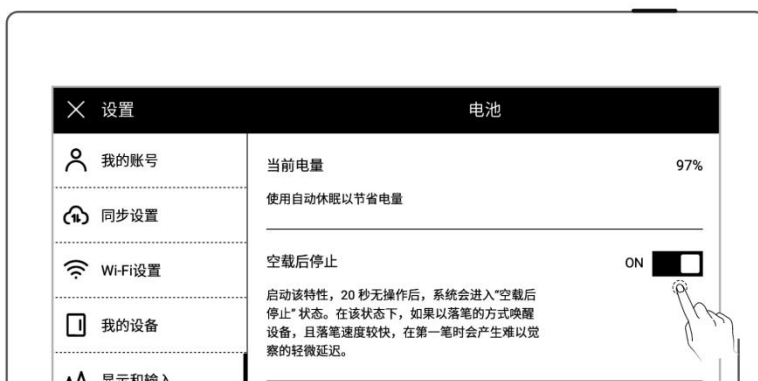 设置
电池
我的账号
当前电量 97%
使用自动休眠以节省电量
同步设置
Wi-Fi设置
空载后停止 ON
启动该特性，20 秒无操作后，系统会进入“空载后
停止” 状态。在该状态下，如果以落笔的方式唤醒
设备，且落笔速度较快，在第一笔时会产生难以觉
察的轻微延迟。
我的设备
显示和输入